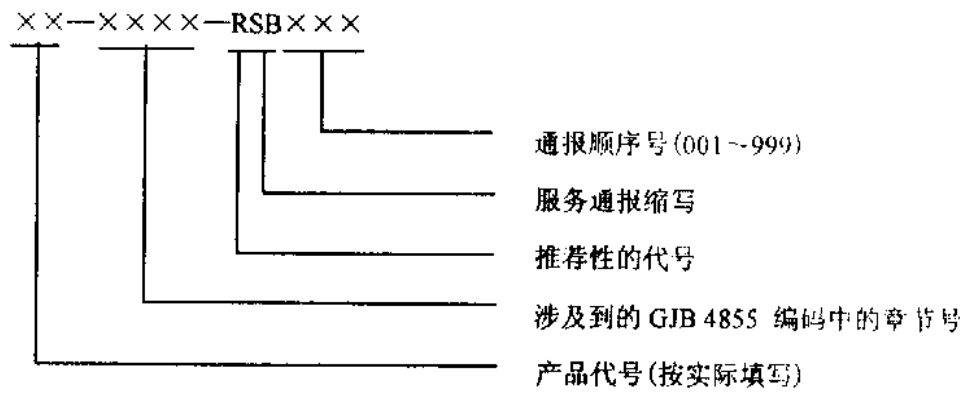 ××—××××—RSB×××
通报顺序号(001~999)
服务通报缩写
推荐性的代号
涉及到的 GJB 4855 编码中的章节号
产品代号(按实际填写)